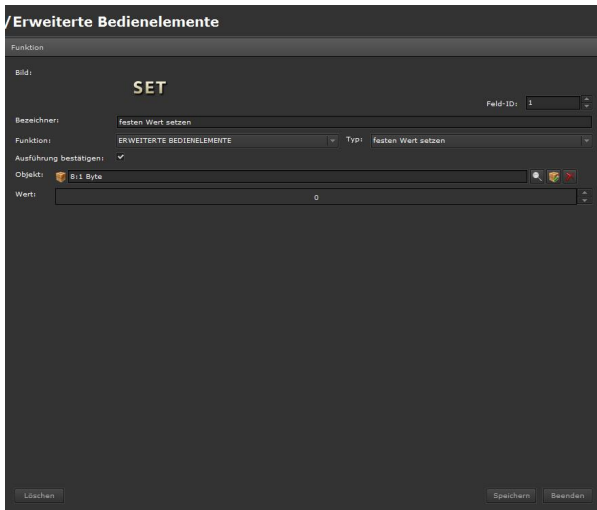 /Erweiterte Bedienelemente
Funktion
Bild:
SET
Feld-ID: 1
Bezeichner: festen Wert setzen
Funktion: ERWEITERTE BEDIENELEMENTE Typ: festen Wert setzen
Ausführung bestätigen:
Objekt: 8:1 Byte
Wert: 0
Löschen Speichern Beenden